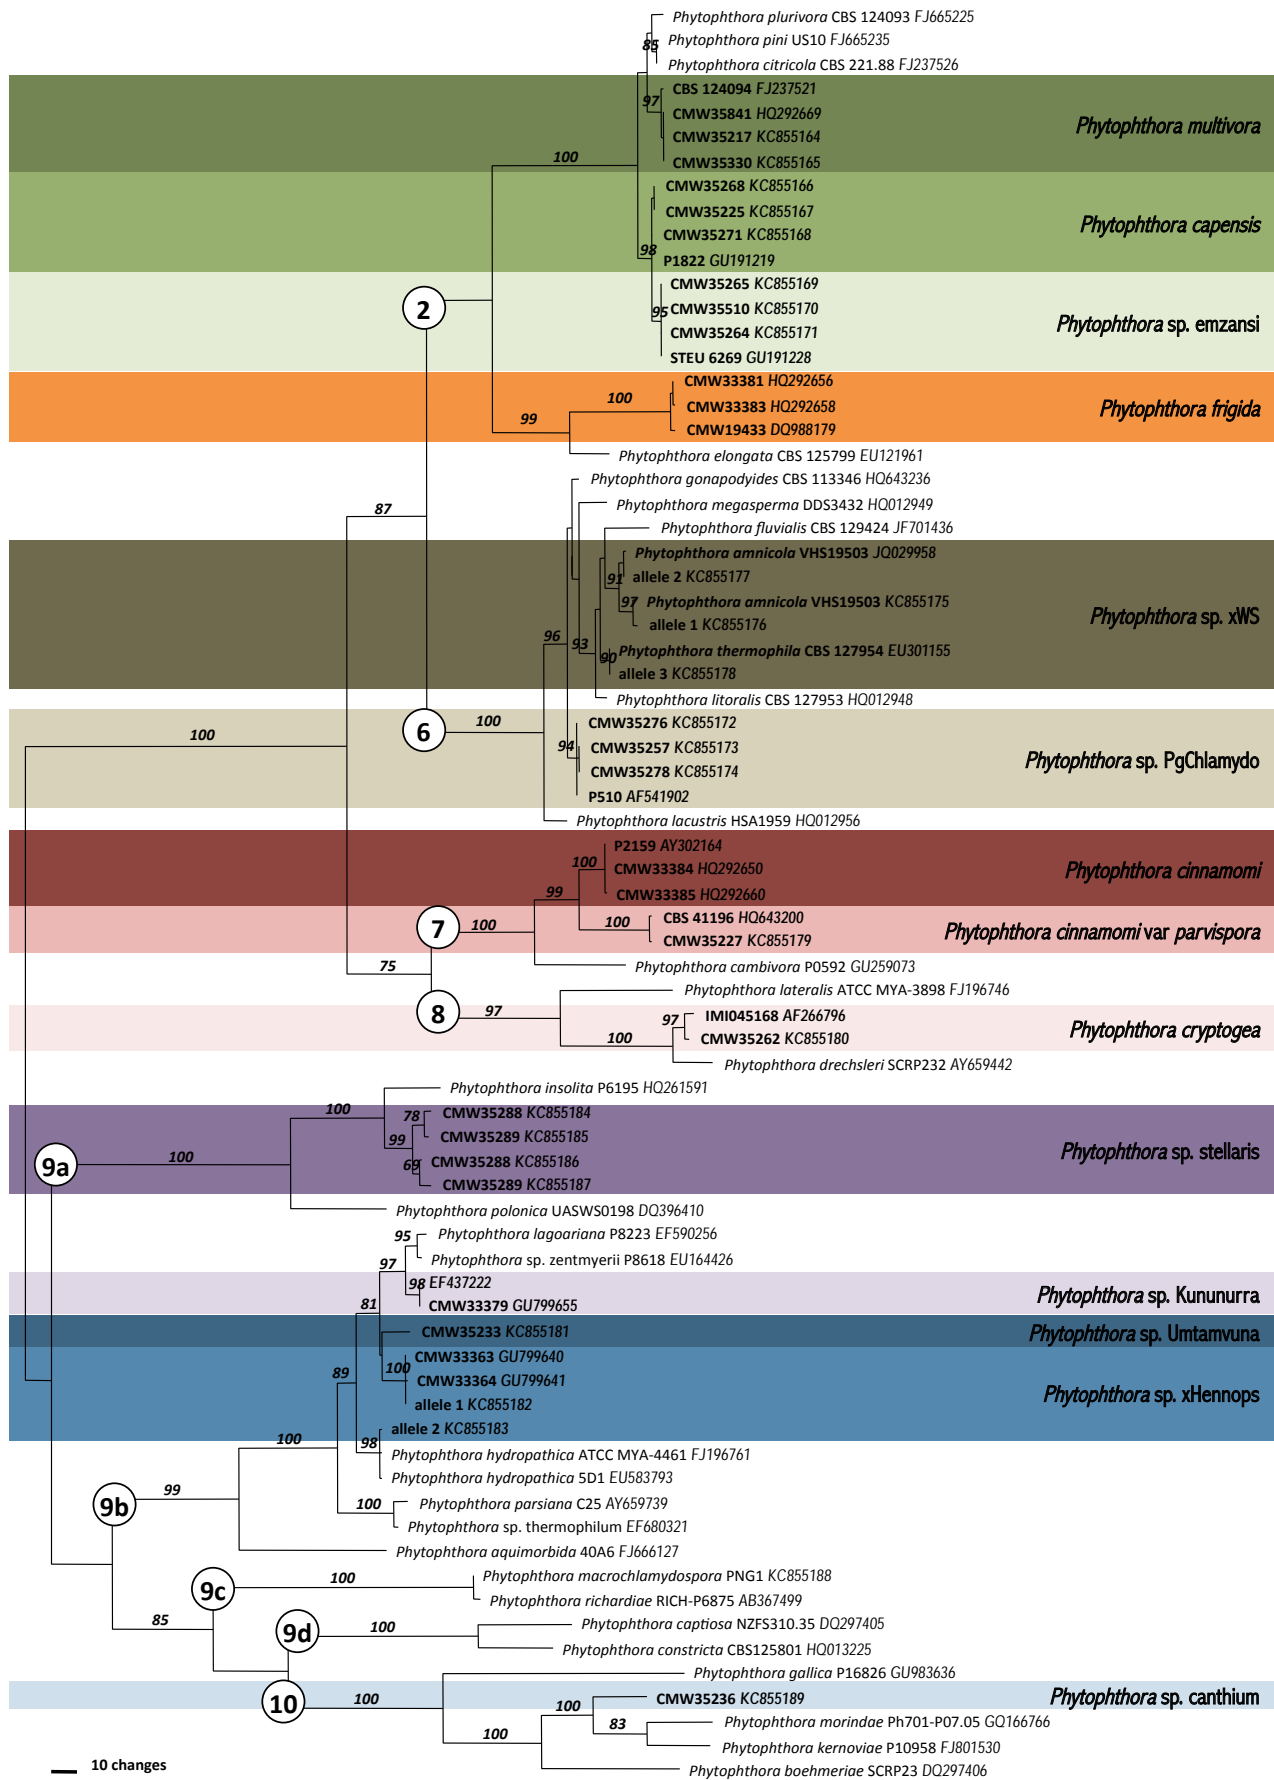 Phytophthora plurivora CBS 124093 FJ665225
85
Phytophthora pini US10 FJ665235
Phytophthora citricola CBS 221.88 FJ237526
97
CBS 124094 FJ237521
CMW35841 HQ292669
Phytophthora multivora
CMW35217 KC855164
100
CMW35330 KC855165
CMW35268 KC855166
CMW35225 KC855167
Phytophthora capensis
CMW35271 KC855168
98
P1822 GU191219
CMW35265 KC855169
2
95
CMW35510 KC855170
Phytophthora sp. emzansi
CMW35264 KC855171
STEU 6269 GU191228
CMW33381 HQ292656
100
CMW33383 HQ292658
Phytophthora frigida
99
CMW19433 DQ988179
Phytophthora elongata CBS 125799 EU121961
Phytophthora gonapodyides CBS 113346 HQ643236
87
Phytophthora megasperma DDS3432 HQ012949
Phytophthora fluvialis CBS 129424 JF701436
Phytophthora amnicola VHS19503 JQ029958
91
allele 2 KC855177
97
Phytophthora amnicola VHS19503 KC855175
Phytophthora sp. xWS
allele 1 KC855176
96
93
90
Phytophthora thermophila CBS 127954 EU301155
allele 3 KC855178
Phytophthora litoralis CBS 127953 HQ012948
6
100
CMW35276 KC855172
100
94
CMW35257 KC855173
Phytophthora sp. PgChlamydo
CMW35278 KC855174
P510 AF541902
Phytophthora lacustris HSA1959 HQ012956
P2159 AY302164
100
CMW33384 HQ292650
Phytophthora cinnamomi
99
CMW33385 HQ292660
7
100
100
CBS 41196 HQ643200
Phytophthora cinnamomi var parvispora
CMW35227 KC855179
75
Phytophthora cambivora P0592 GU259073
Phytophthora lateralis ATCC MYA-3898 FJ196746
8
97
97
IMI045168 AF266796
Phytophthora cryptogea
100
CMW35262 KC855180
Phytophthora drechsleri SCRP232 AY659442
Phytophthora insolita P6195 HQ261591
100
78
CMW35288 KC855184
99
CMW35289 KC855185
Phytophthora sp. stellaris
9a
100
69
CMW35288 KC855186
CMW35289 KC855187
Phytophthora polonica UASWS0198 DQ396410
95
Phytophthora lagoariana P8223 EF590256
97
Phytophthora sp. zentmyerii P8618 EU164426
98
EF437222
Phytophthora sp. Kununurra
81
CMW33379 GU799655
CMW35233 KC855181
Phytophthora sp. Umtamvuna
100
CMW33363 GU799640
89
CMW33364 GU799641
Phytophthora sp. xHennops
allele 1 KC855182
allele 2 KC855183
100
98
Phytophthora hydropathica ATCC MYA-4461 FJ196761
Phytophthora hydropathica 5D1 EU583793
9b
99
100
Phytophthora parsiana C25 AY659739
Phytophthora sp. thermophilum EF680321
Phytophthora aquimorbida 40A6 FJ666127
9c
100
Phytophthora macrochlamydospora PNG1 KC855188
Phytophthora richardiae RICH-P6875 AB367499
85
9d
100
Phytophthora captiosa NZFS310.35 DQ297405
Phytophthora constricta CBS125801 HQ013225
Phytophthora gallica P16826 GU983636
10
100
100
CMW35236 KC855189
Phytophthora sp. canthium
83
Phytophthora morindae Ph701-P07.05 GQ166766
100
Phytophthora kernoviae P10958 FJ801530
Phytophthora boehmeriae SCRP23 DQ297406
10 changes